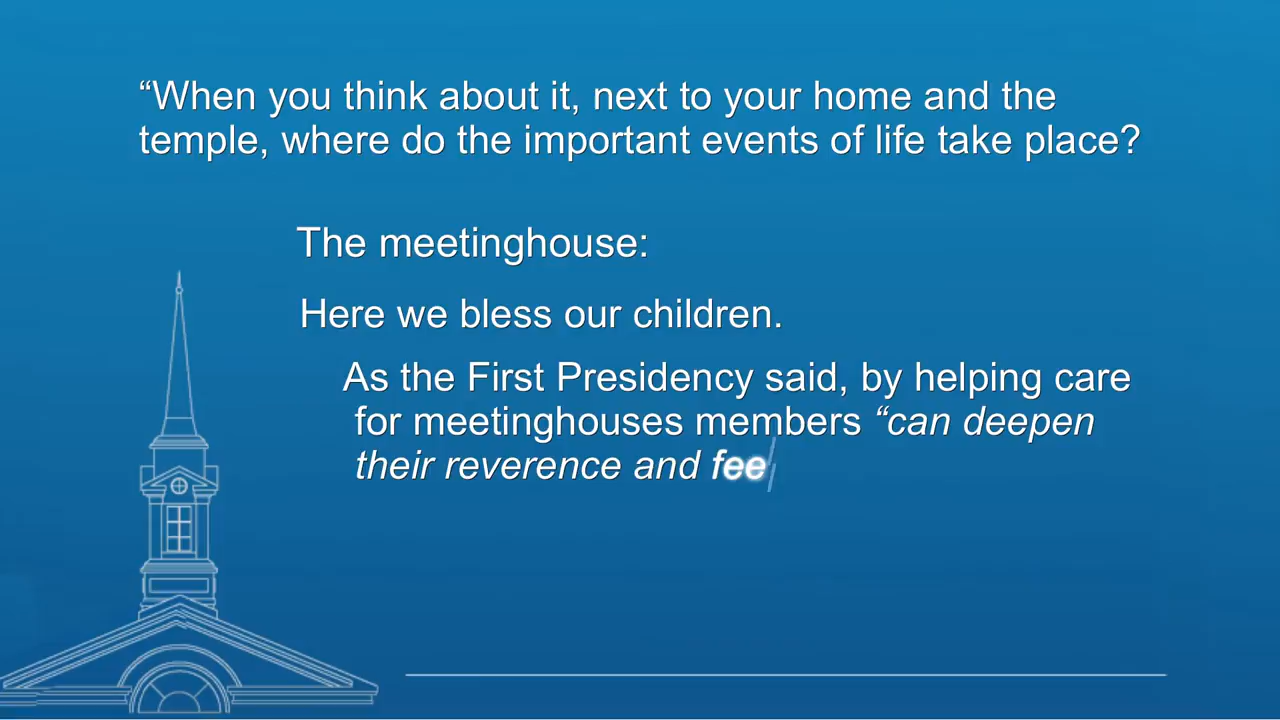 “When you think about it, next to your home and the
temple, where do the important events of life take place?
The meetinghouse:
Here we bless our children.
As the First Presidency said, by helping care
for meetinghouses members “can deepen
their reverence and fee